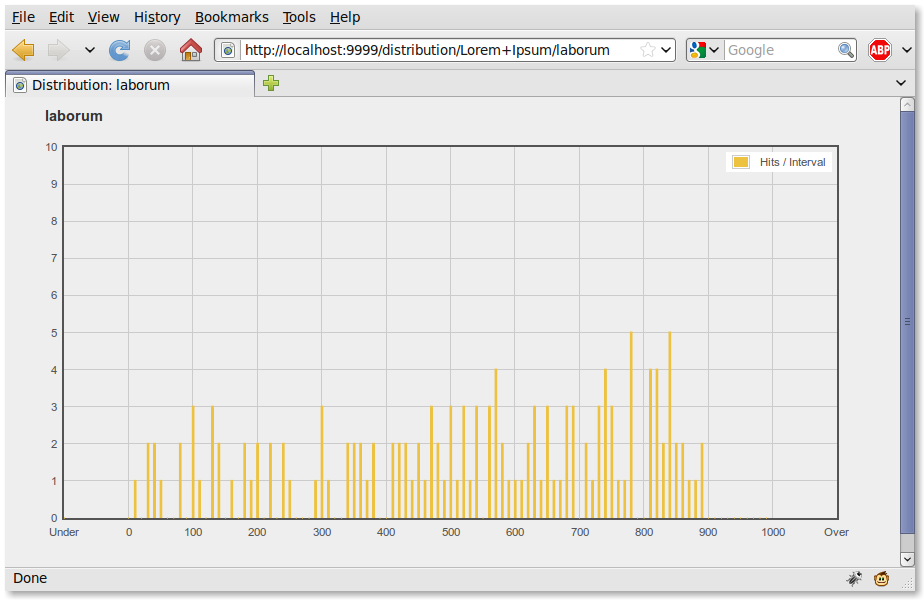 File Edit View History Bookmarks Tools Help
http://localhost:9999/distribution/Lorem+Ipsum/laborum Google ABP
Distribution: laborum
laborum
10
Hits / Interval
9
8
7
6
5
4
3
2
1
0
Under 0 100 200 300 400 500 600 700 800 900 1000 Over
Done